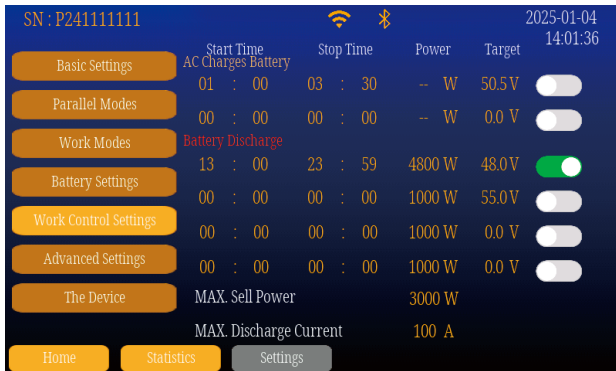 SN : P241111111 2025-01-04
14:01:36
Start Time Stop Time Power Target
Basic Settings
AC Charges Battery
01 : 00 03 : 30 -- W 50.5 V
Parallel Modes
00 : 00 00 : 00 -- W 0.0 V
Work Modes
Battery Discharge
13 : 00 23 : 59 4800 W 48.0 V
Battery Settings
00 : 00 00 : 00 1000 W 55.0 V
Work Control Settings
00 : 00 00 : 00 1000 W 0.0 V
Advanced Settings
00 : 00 00 : 00 1000 W 0.0 V
The Device
MAX. Sell Power 3000 W
MAX. Discharge Current 100 A
Home Statistics Settings